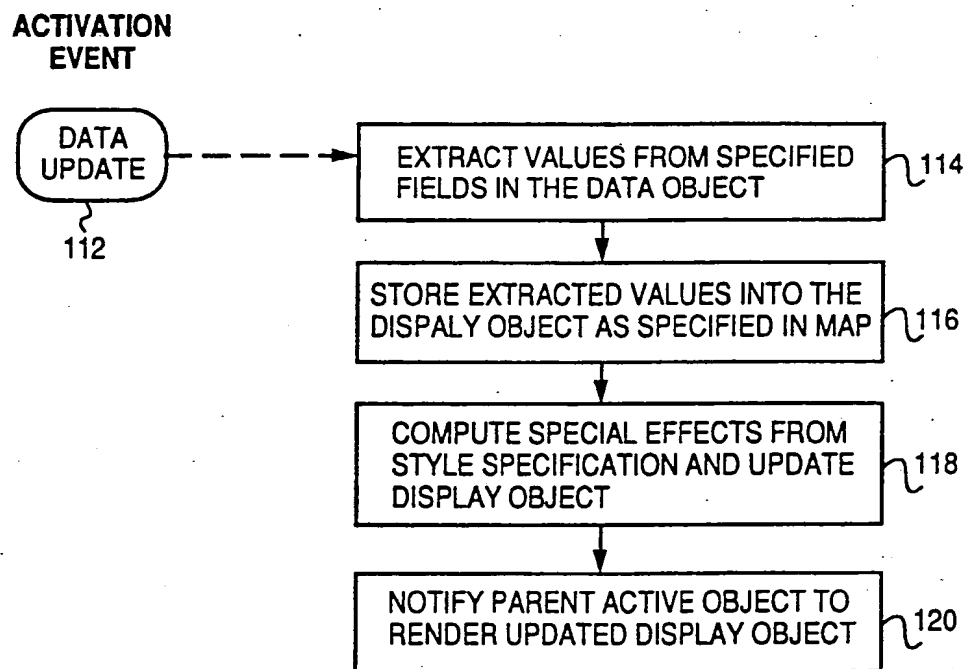 ACTIVATION
EVENT
DATA
UPDATE
112
EXTRACT VALUES FROM SPECIFIED
FIELDS IN THE DATA OBJECT
114
STORE EXTRACTED VALUES INTO THE
DISPALY OBJECT AS SPECIFIED IN MAP
116
COMPUTE SPECIAL EFFECTS FROM
STYLE SPECIFICATION AND UPDATE
DISPLAY OBJECT
118
NOTIFY PARENT ACTIVE OBJECT TO
RENDER UPDATED DISPLAY OBJECT
120